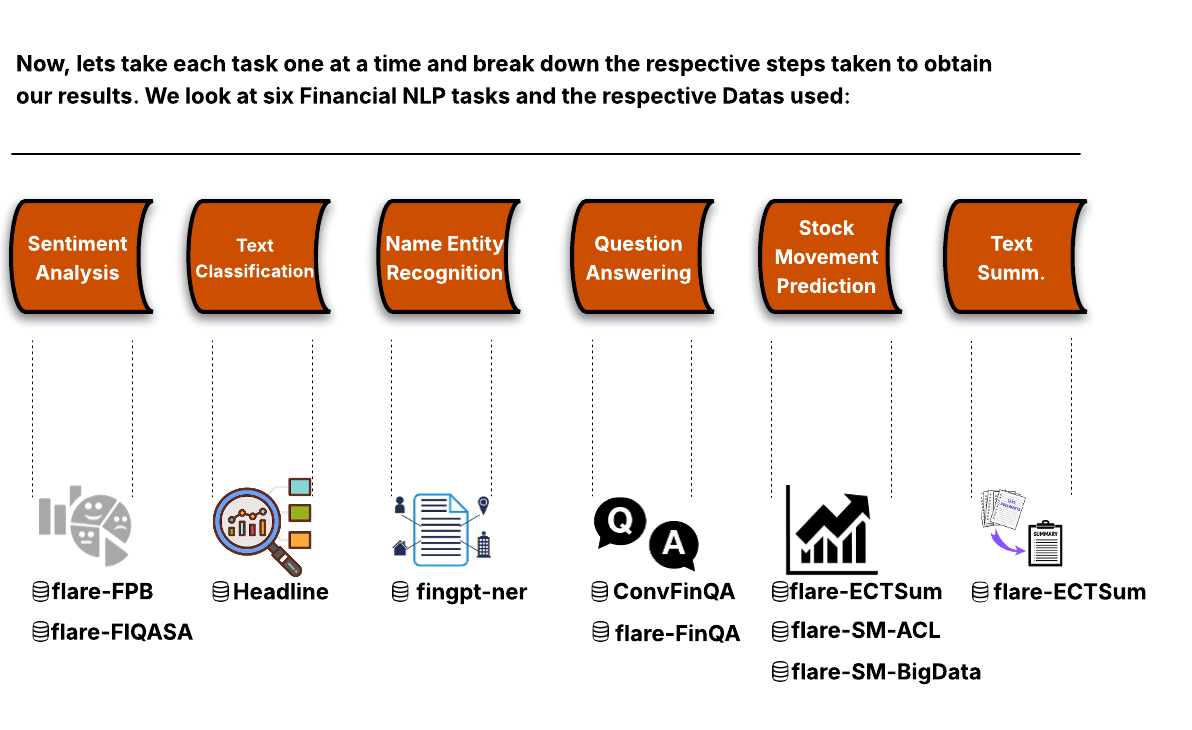 Now, lets take each task one at a time and break down the respective steps taken to obtain
our results. We look at six Financial NLP tasks and the respective Datas used:
Sentiment
Analysis
Text
Classification
Name Entity
Recognition
Question
Answering
Stock
Movement
Prediction
Text
Summ.
Q
A
SUMMARY
flare-FPB
flare-FIQASA
Headline
fingpt-ner
ConvFinQA
flare-FinQA
flare-ECTSum
flare-SM-ACL
flare-SM-BigData
flare-ECTSum